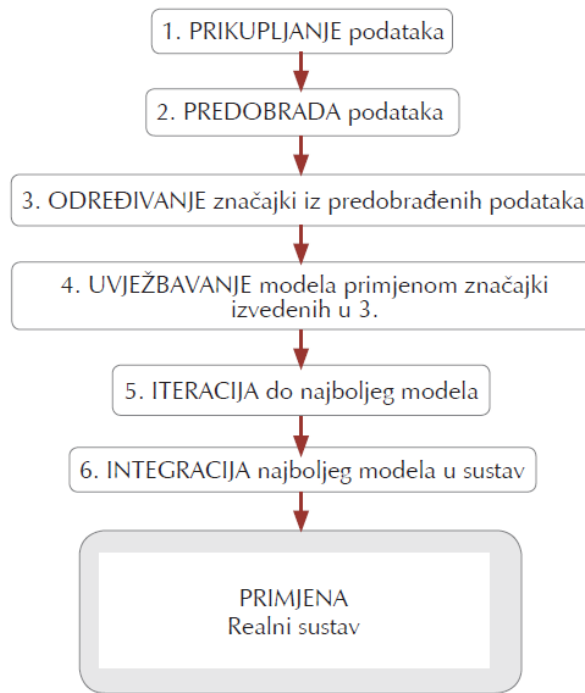 1. PRIKUPLJANJE podataka
2. PREDOBRADA podataka
3. ODREĐIVANJE značajki iz predobrađenih podataka
4. UVJEŽBAVANJE modela primjenom značajki
izvedenih u 3.
5. ITERACIJA do najboljeg modela
6. INTEGRACIJA najboljeg modela u sustav
PRIMJENA
Realni sustav